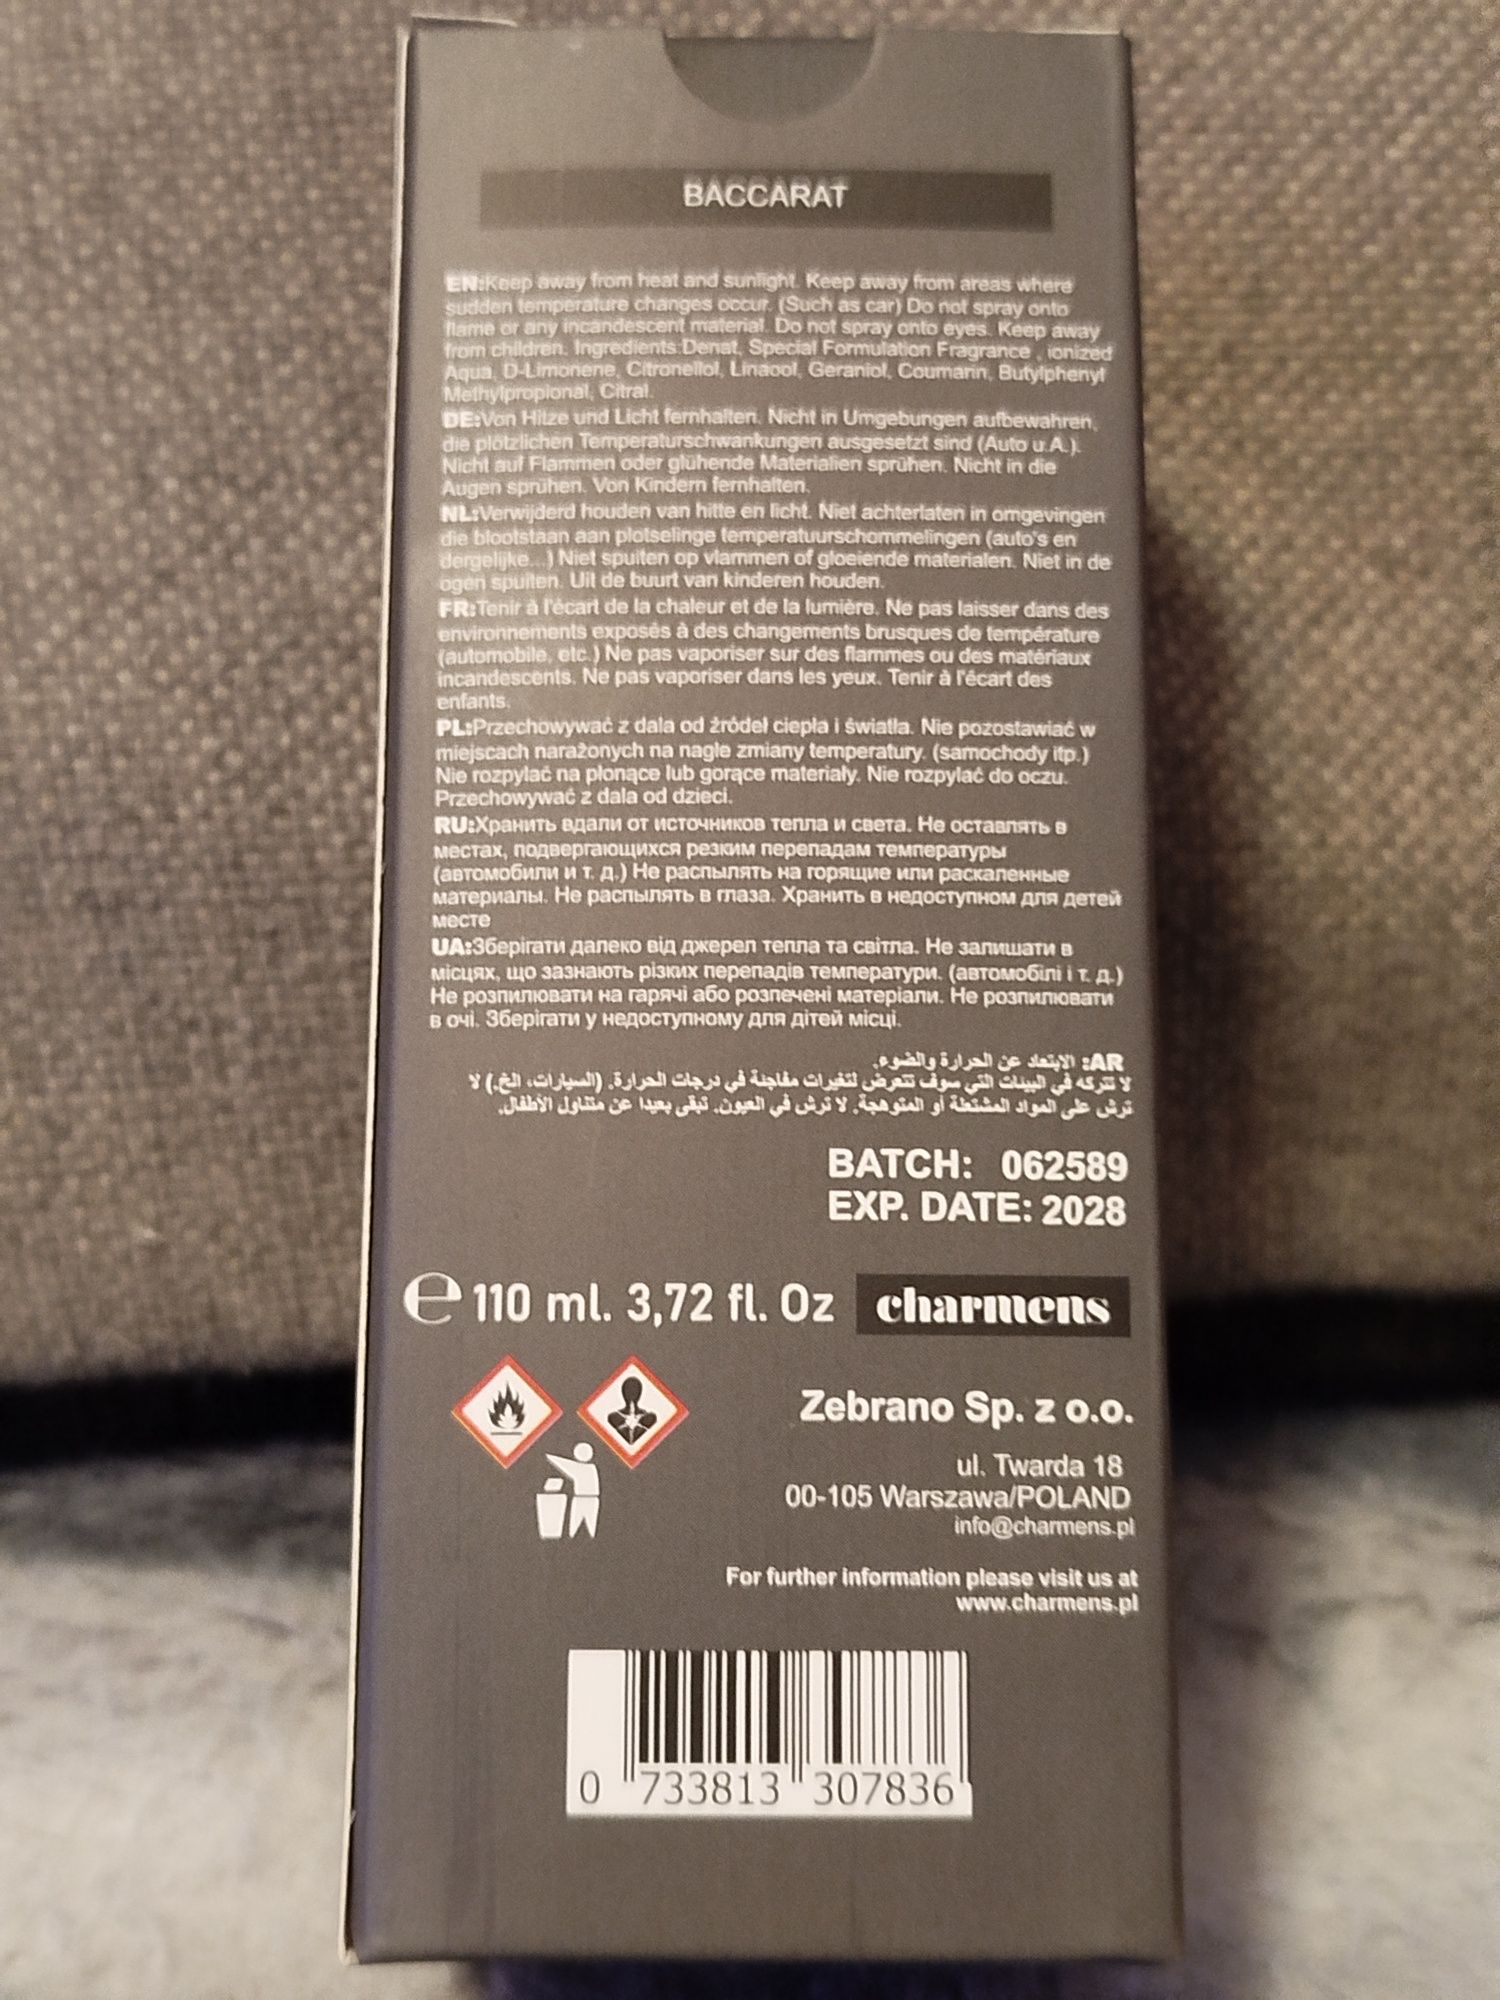 BACCARAT
EN:Keep away from heat and sunlight. Keep away from areas where
sudden temperature changes occur. (Such as car) Do not spray onto
flame or any incandescent material. Do not spray onto eyes. Keep away
from children. Ingredients:Denat, Special Formulation Fragrance , ionized
Aqua, D-Limonene, Citronellol, Linaool, Geraniol, Coumarin, Butylphenyl
Methylpropional, Citral.
DE:Von Hitze und Licht fernhalten. Nicht in Umgebungen aufbewahren,
die plötzlichen Temperaturschwankungen ausgesetzt sind (Auto u.A.).
Nicht auf Flammen oder glühende Materialien sprühen. Nicht in die
Augen sprühen. Von Kindern fernhalten.
NL:Verwijderd houden van hitte en licht. Niet achterlaten in omgevingen
die blootstaan aan plotselinge temperatuurschommelingen (auto's en
dergelijke...) Niet spuiten op vlammen of gloeiende materialen. Niet in de
ogen spuiten. Uit de buurt van kinderen houden.
FR:Tenir à l'écart de la chaleur et de la lumière. Ne pas laisser dans des
environnements exposés à des changements brusques de température
(automobile, etc.) Ne pas vaporiser sur des flammes ou des matériaux
incandescents. Ne pas vaporiser dans les yeux. Tenir à l'écart des
enfants.
PL:Przechowywać z dala od źródeł ciepła i światła. Nie pozostawiać w
miejscach narażonych na nagłe zmiany temperatury. (samochody itp.)
Nie rozpylać na płonące lub gorące materiały. Nie rozpylać do oczu.
Przechowywać z dala od dzieci.
RU:Хранить вдали от источников тепла и света. Не оставлять в
местах, подвергающихся резким перепадам температуры
(автомобили и т. д.) Не распылять на горящие или раскаленные
материалы. Не распылять в глаза. Хранить в недоступном для детей
месте
UA:Зберігати далеко від джерел тепла та світла. Не залишати в
місцях, що зазнають різких перепадів температури. (автомобілі і т. д.)
Не розпилювати на гарячі або розпечені матеріали. Не розпилювати
в очі. Зберігати у недоступному для дітей місці.
AR: الابتعاد عن الحرارة والضوء.
لا تتركه في البيئات التي سوف تتعرض لتغيرات مفاجئة في درجات الحرارة. (السيارات، الخ.) لا
ترش على المواد المشتعلة أو المتوهجة. لا ترش في العيون. تبقى بعيدا عن متناول الأطفال.
BATCH: 062589
EXP. DATE: 2028
℮ 110 ml. 3,72 fl. Oz charmens
Zebrano Sp. z o.o.
ul. Twarda 18
00-105 Warszawa/POLAND
info@charmens.pl
For further information please visit us at
www.charmens.pl
0 733813 307836